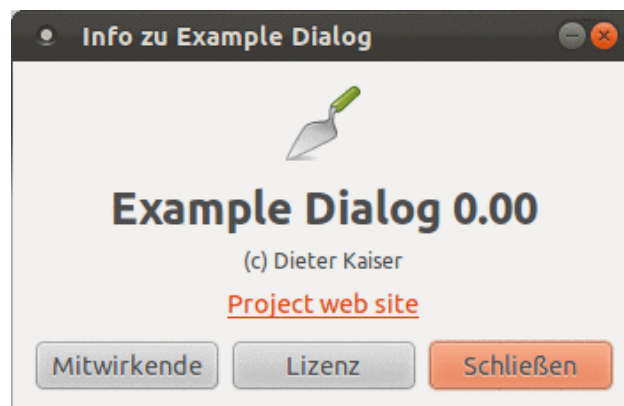 Info zu Example Dialog
Example Dialog 0.00
(c) Dieter Kaiser
Project web site
Mitwirkende Lizenz Schließen